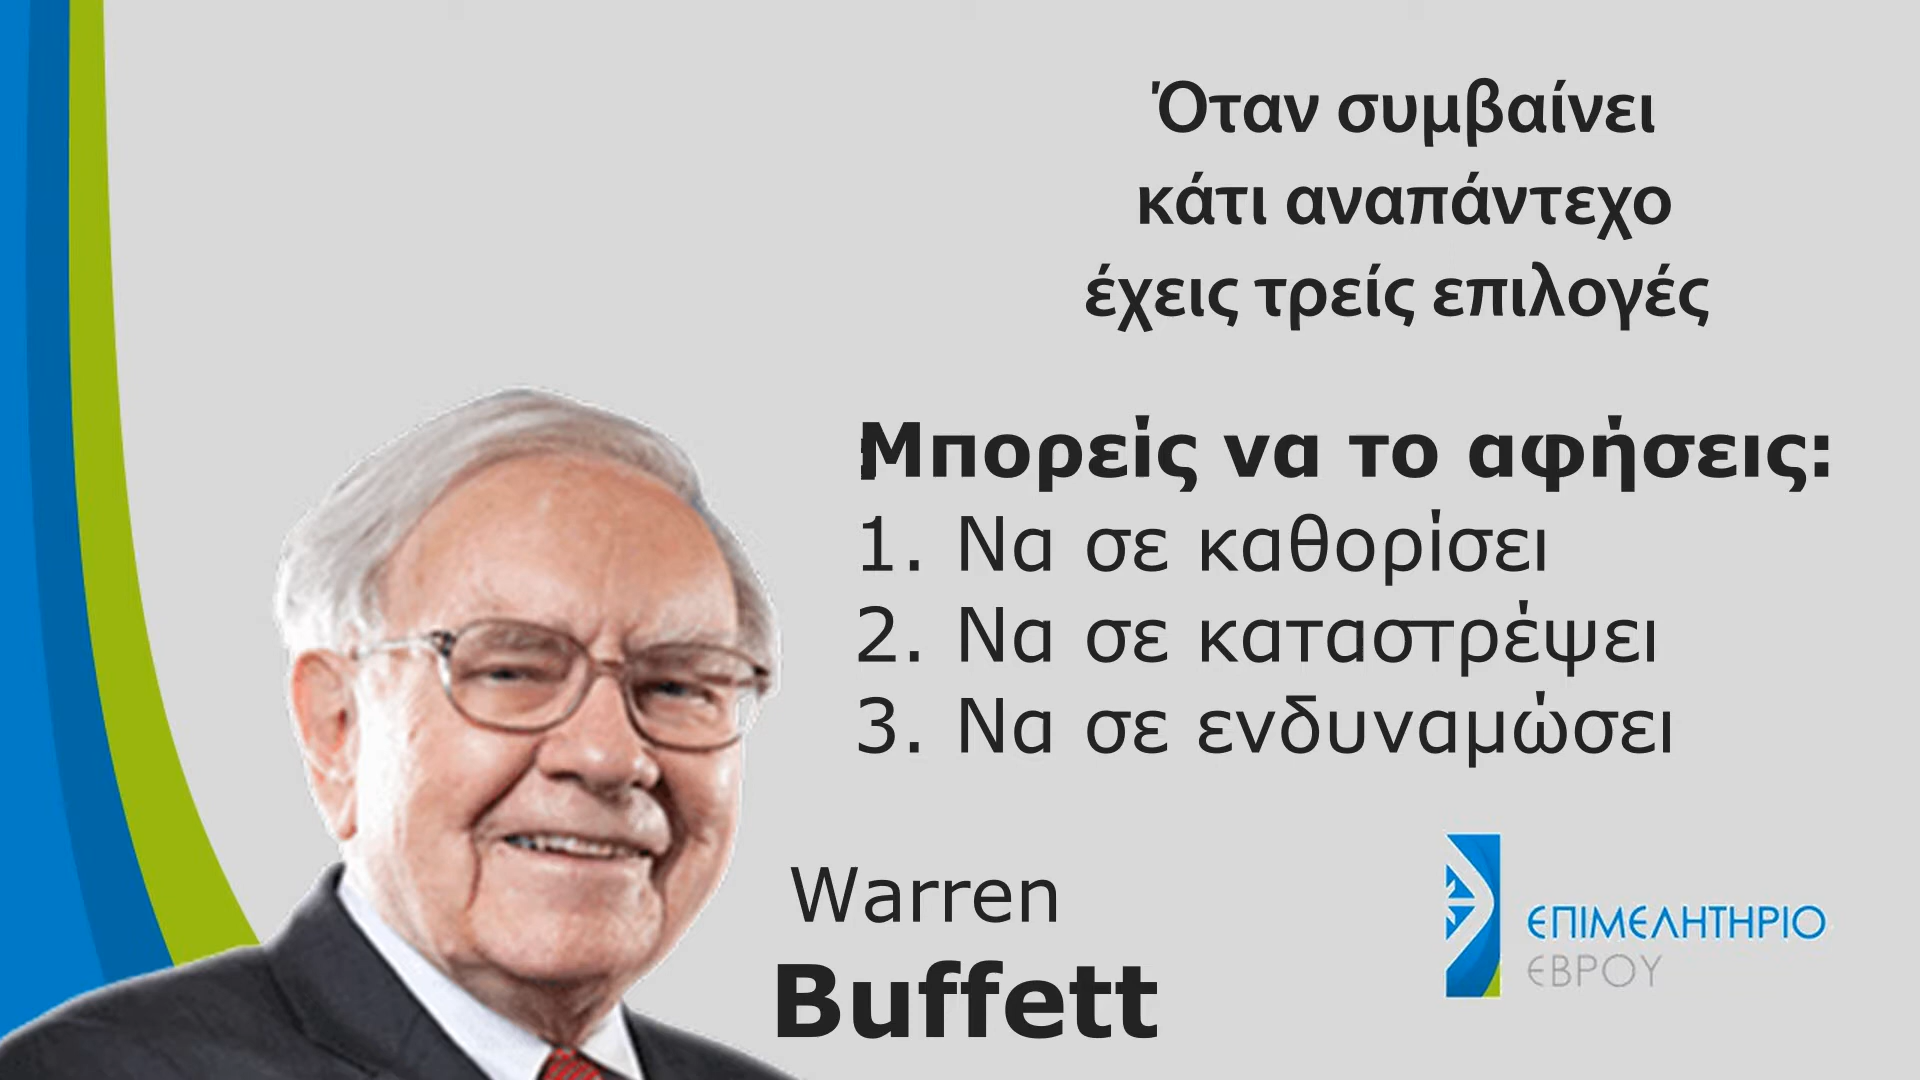 Όταν συμβαίνει
κάτι αναπάντεχο
έχεις τρείς επιλογές
Μπορείς να το αφήσεις:
1. Να σε καθορίσει
2. Να σε καταστρέψει
3. Να σε ενδυναμώσει
Warren
Buffett
ΕΠΙΜΕΛΗΤΗΡΙΟ
ΕΒΡΟΥ